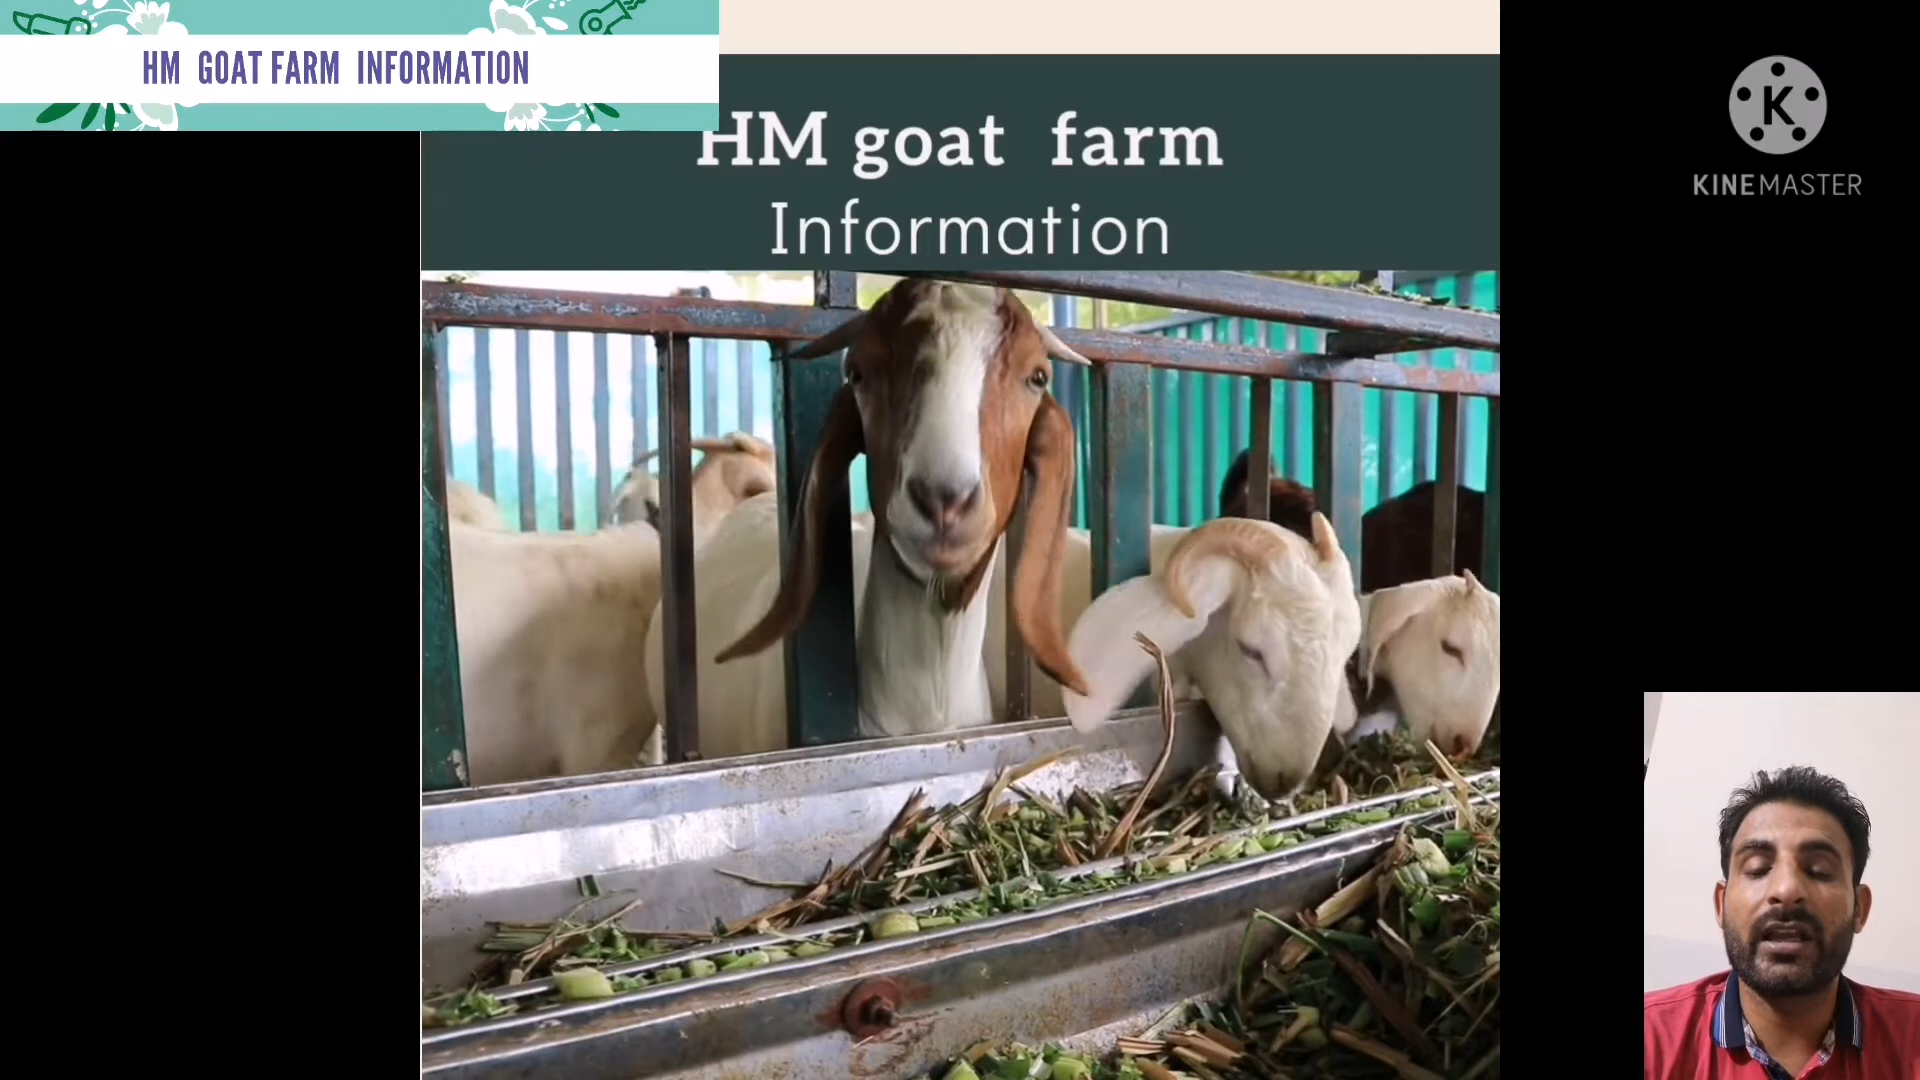 HM GOAT FARM INFORMATION
HM goat farm
Information
K
KINEMASTER